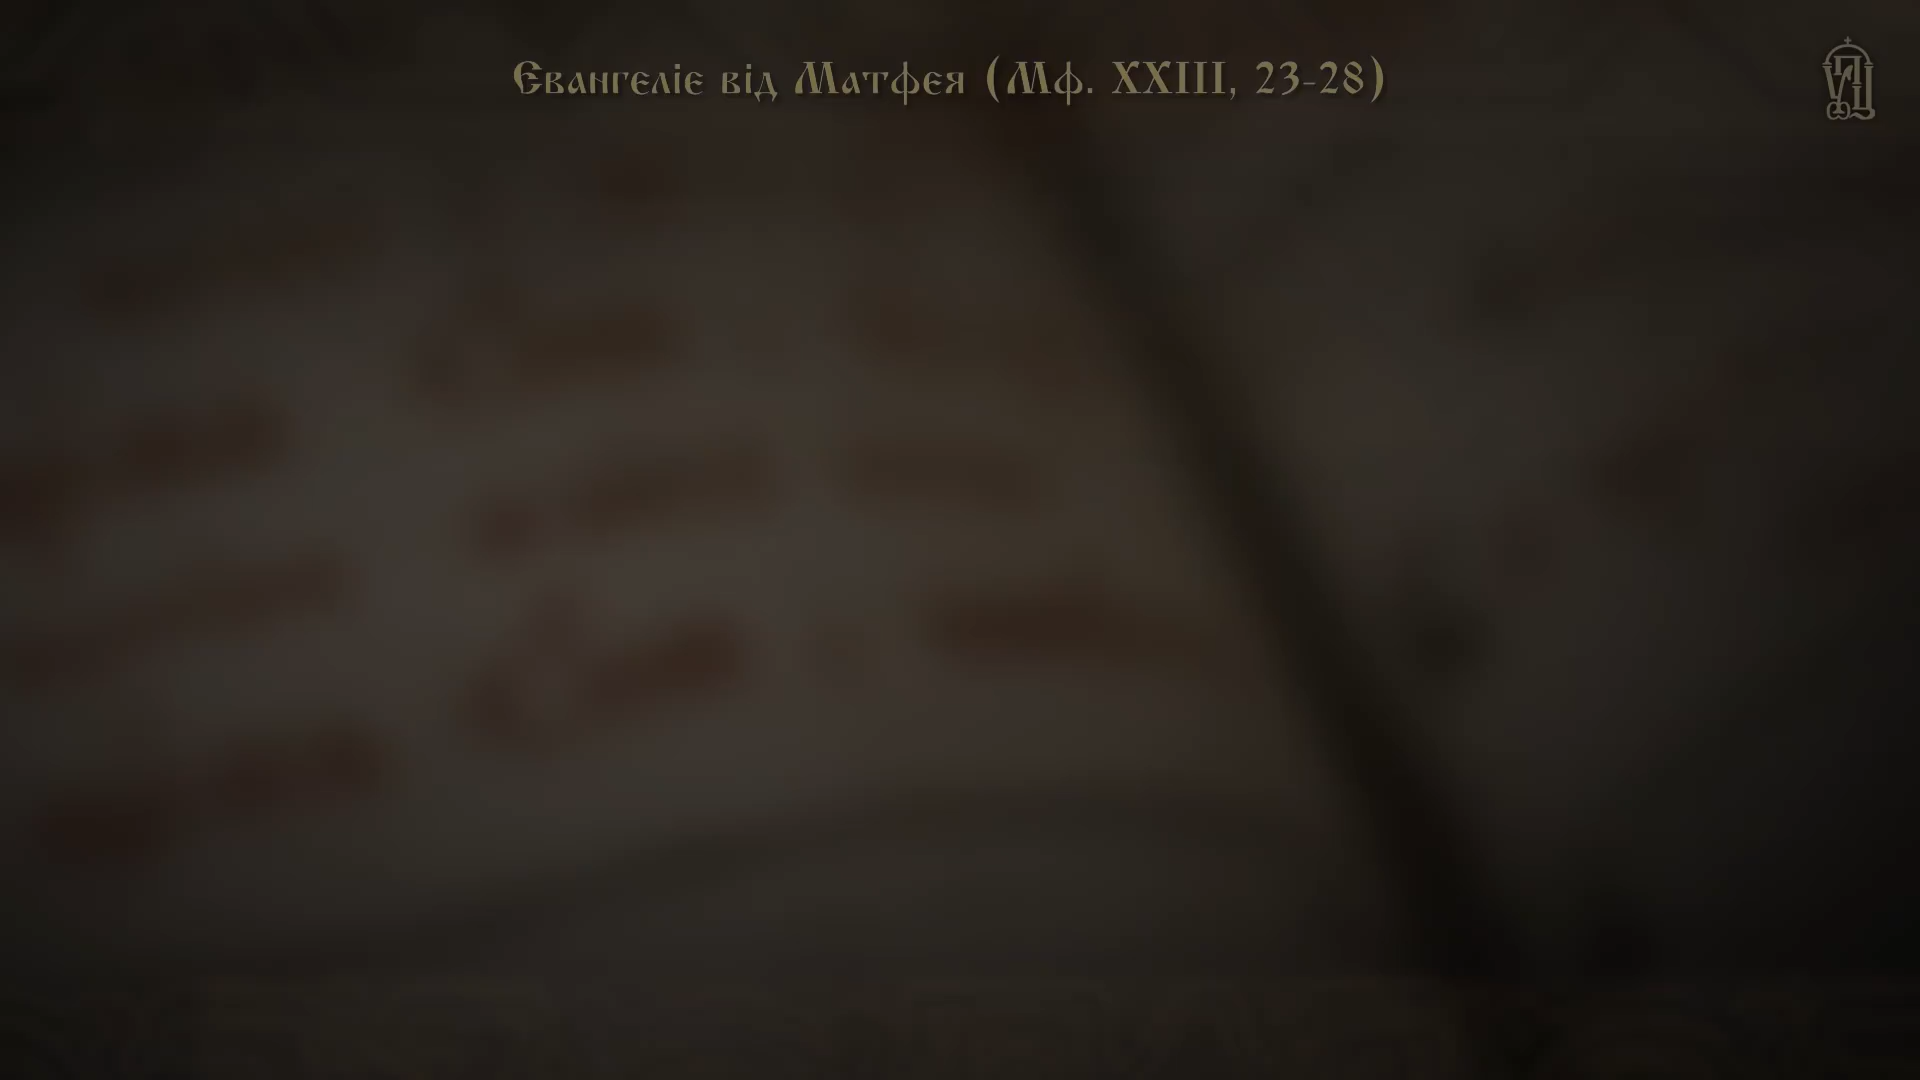 Євангеліє від Матфея (Мф. XXIII, 23-28)